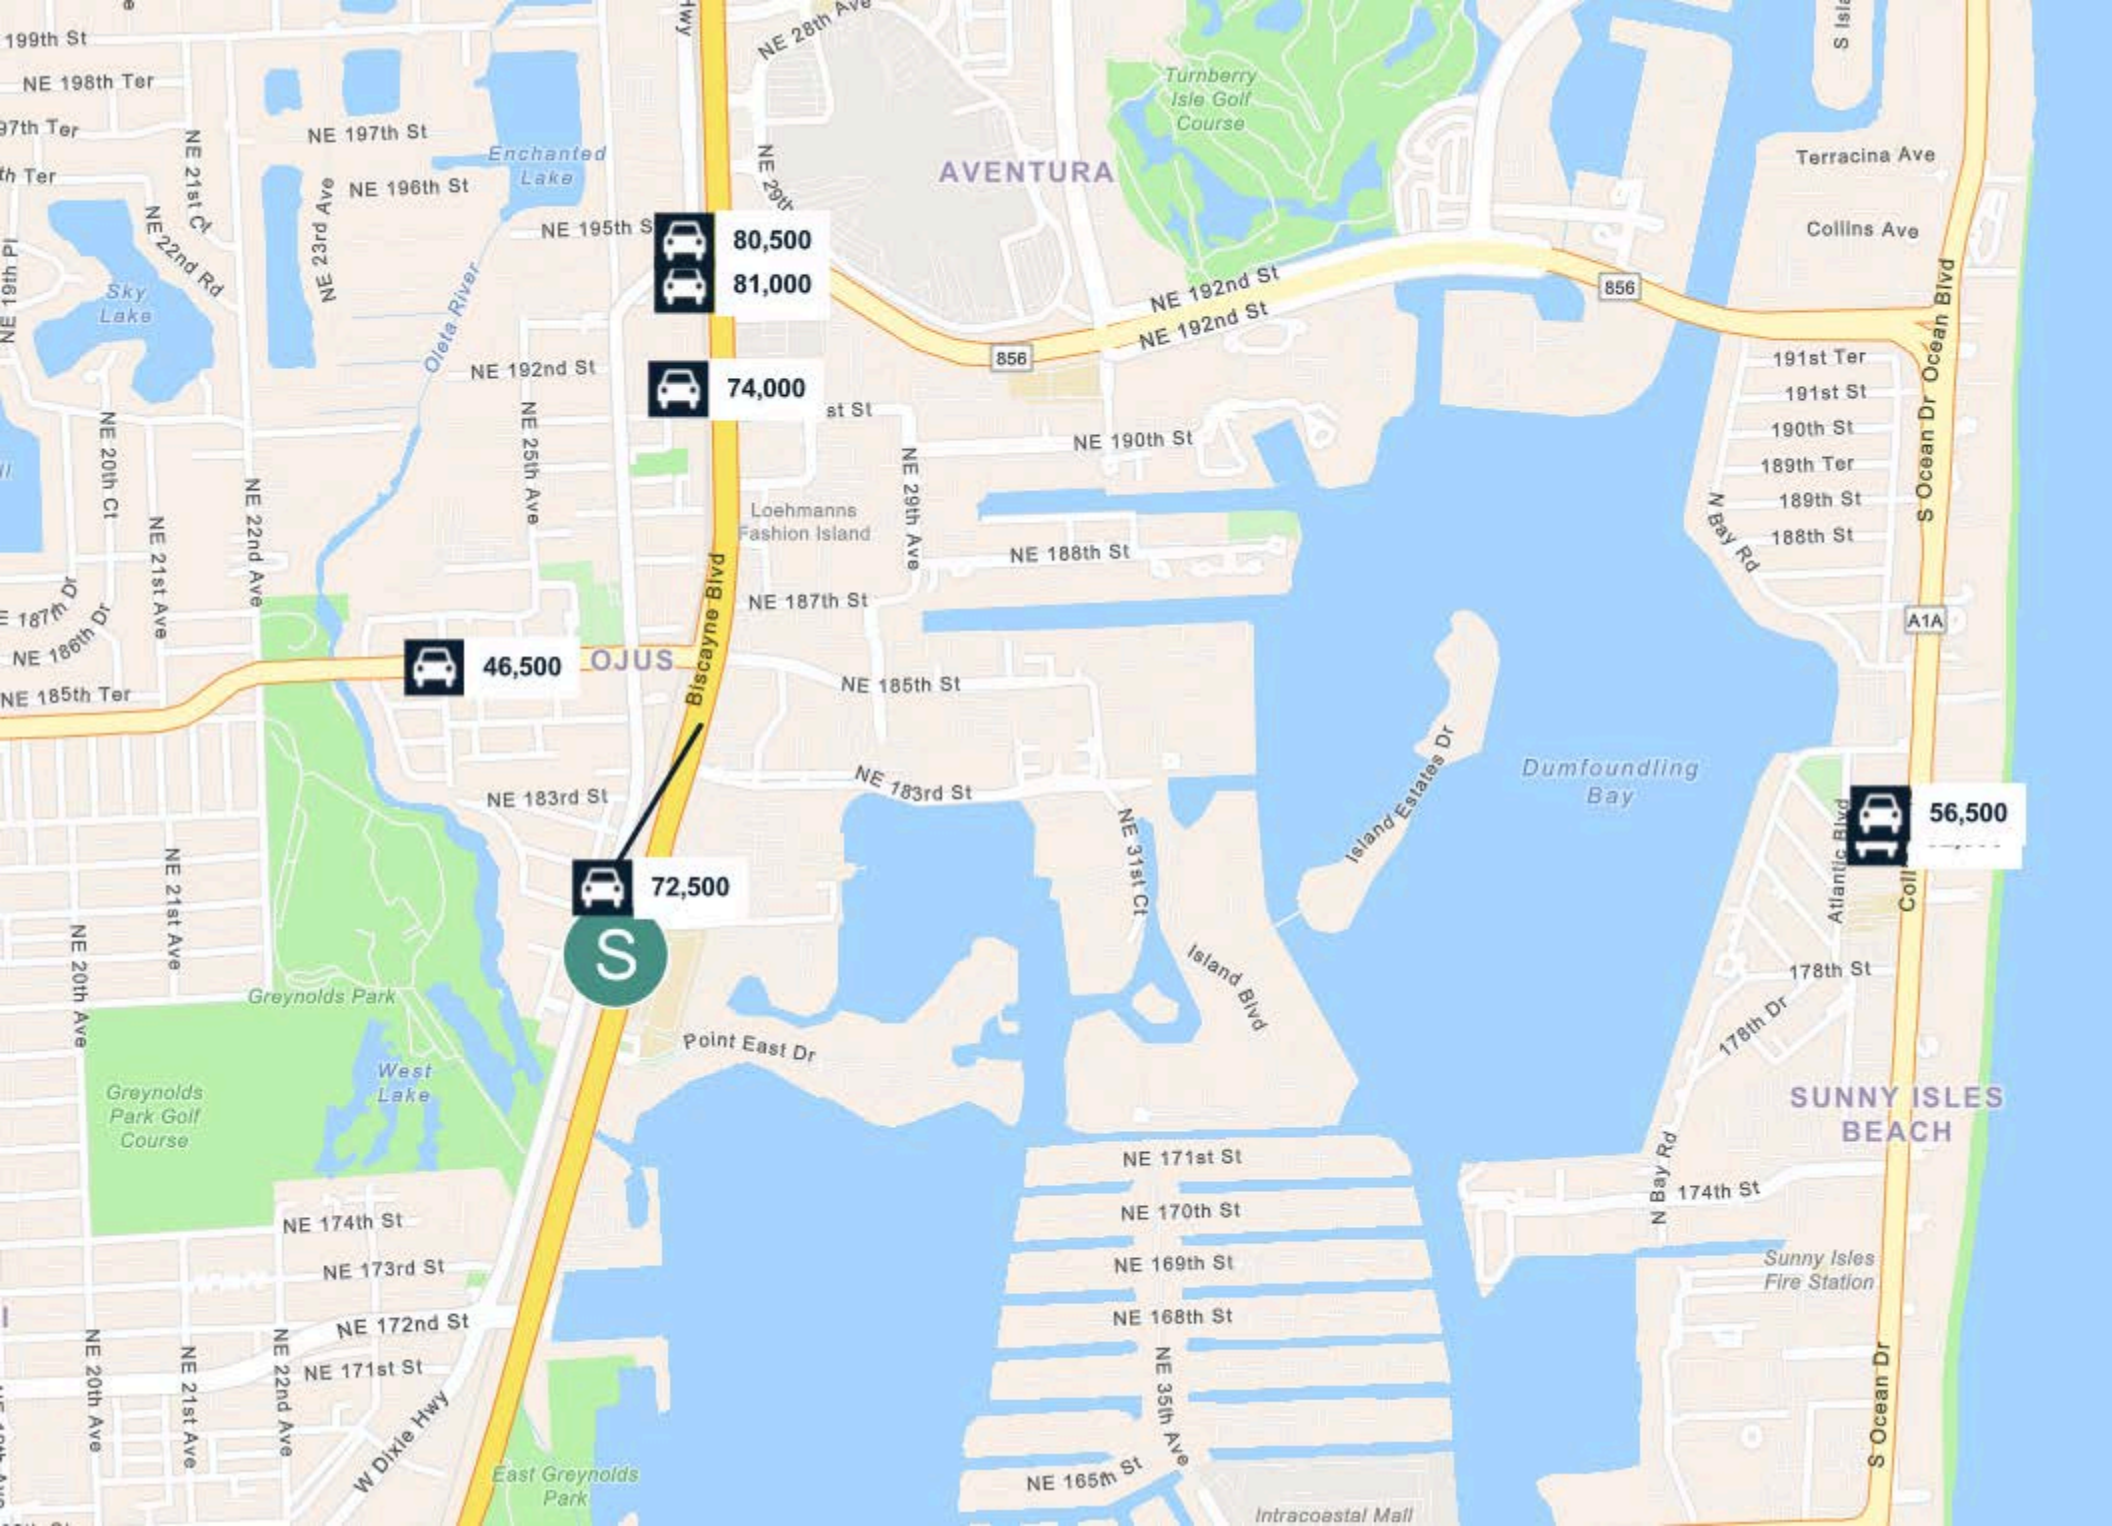 199th St
NE 198th Ter
97th Ter
th Ter
NE 197th St
NE 196th St
NE 195th S
Enchanted
Lake
NE 21st Ct
NE 22nd Rd
NE 23rd Ave
NE 19th Pl
Sky
Lake
Oleta River
Hwy
NE 28th Ave
NE 29th
AVENTURA
Turnberry
Isle Golf
Course
S Isla
Terracina Ave
Collins Ave
80,500
81,000
74,000
NE 192nd St
NE 192nd St
NE 192nd St
856
856
S Ocean Dr
Ocean Blvd
191st Ter
191st St
190th St
189th Ter
189th St
188th St
N Bay Rd
A1A
st St
NE 190th St
NE 29th Ave
Loehmanns
Fashion Island
NE 188th St
NE 187th St
NE 25th Ave
NE 20th Ct
NE 21st Ave
NE 22nd Ave
E 187th Dr
NE 186th Dr
NE 185th Ter
46,500
OJUS
Biscayne Blvd
NE 185th St
NE 183rd St
NE 183rd St
NE 31st Ct
Island Estates Dr
Dumfoundling
Bay
56,500
Atlantic Blvd
Coll
72,500
S
NE 21st Ave
NE 20th Ave
Greynolds Park
Island Blvd
178th St
178th Dr
Point East Dr
West
Lake
Greynolds
Park Golf
Course
SUNNY ISLES
BEACH
NE 171st St
NE 170th St
NE 169th St
NE 168th St
NE 35th Ave
NE 165th St
N Bay Rd
174th St
Sunny Isles
Fire Station
NE 174th St
NE 173rd St
NE 172nd St
NE 171st St
NE 20th Ave
NE 21st Ave
NE 22nd Ave
W Dixie Hwy
East Greynolds
Park
Intracoastal Mall
S Ocean Dr